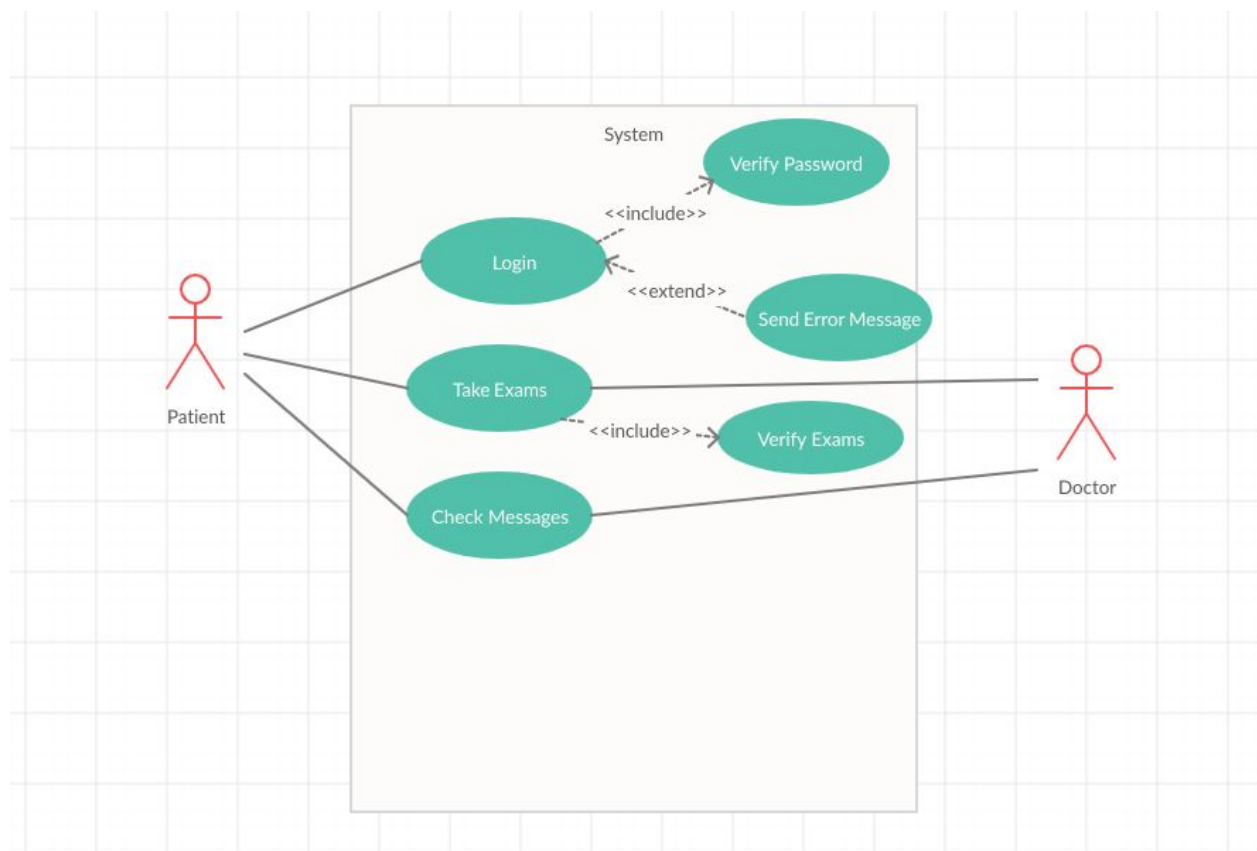 System
Verify Password
<<include>>
Login
<<extend>>
Send Error Message
Take Exams
Patient
<<include>>
Verify Exams
Doctor
Check Messages